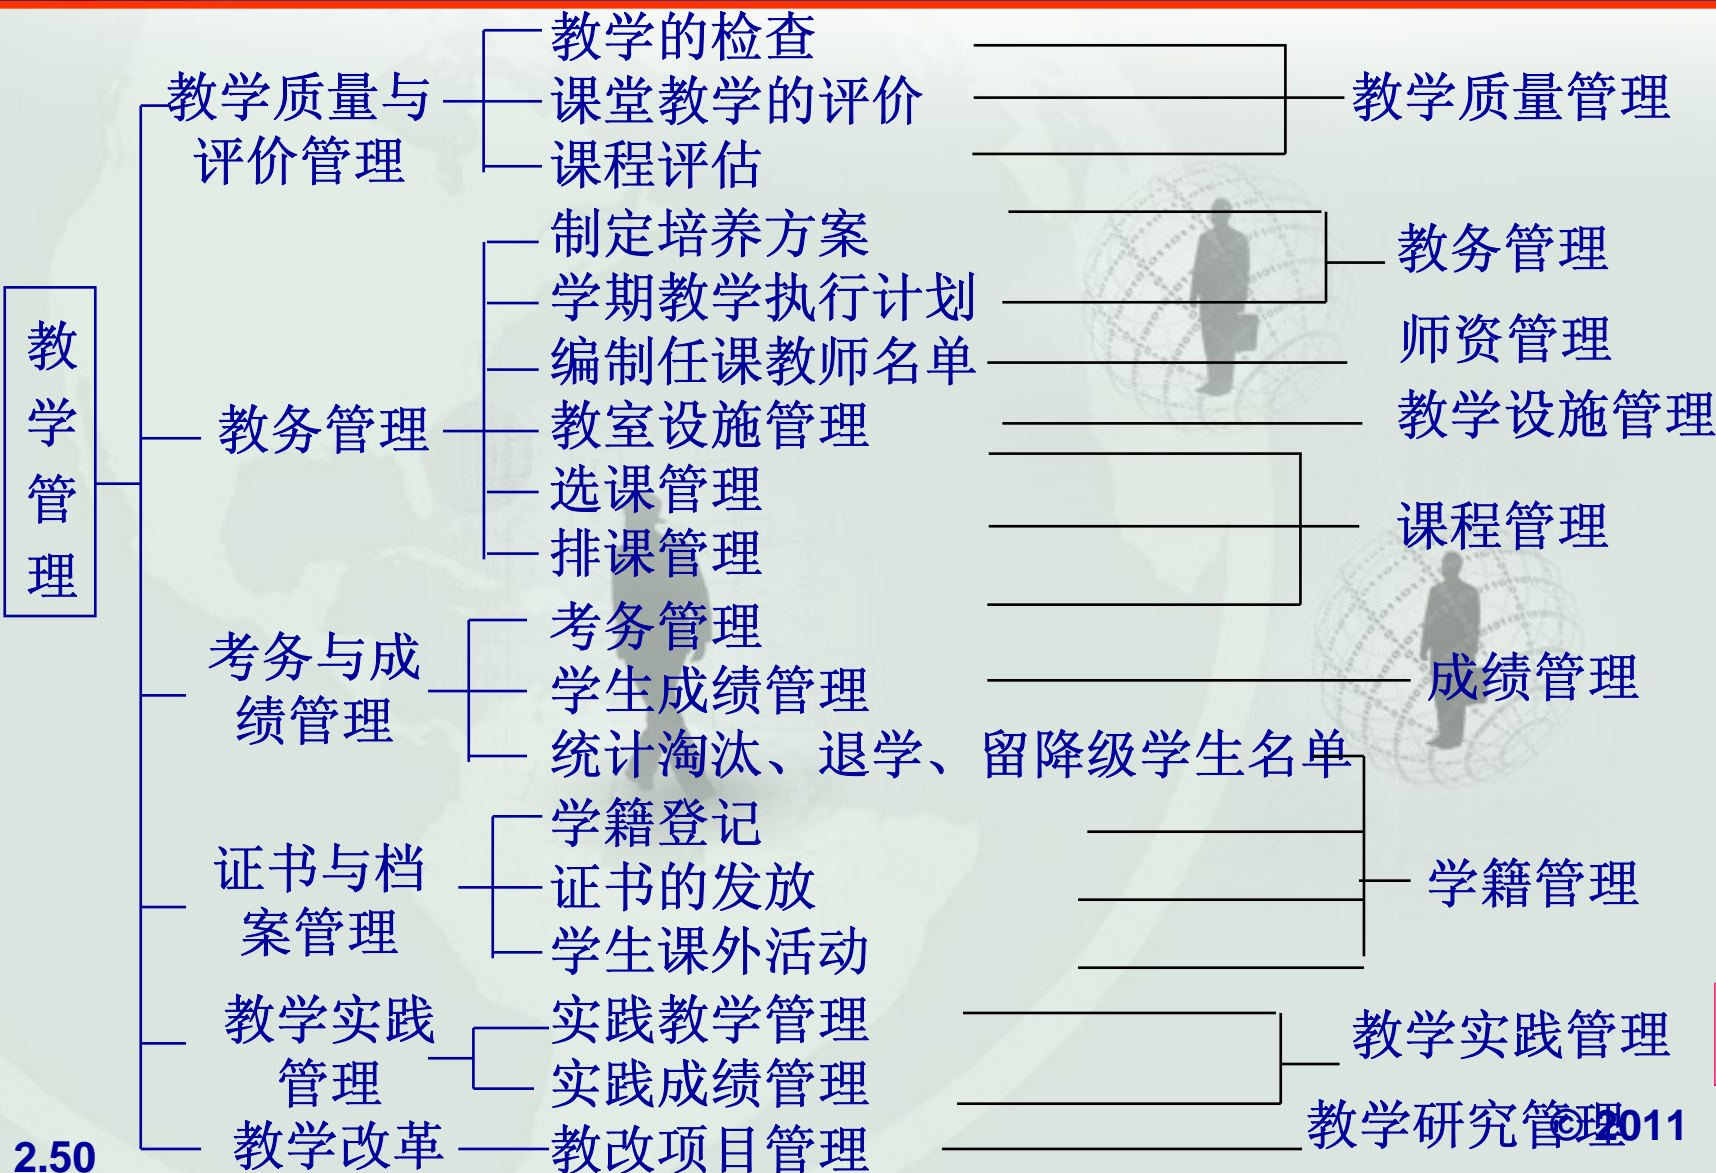 教学管理
教学质量与
评价管理
教务管理
考务与成
绩管理
证书与档
案管理
教学实践
管理
教学改革
教学的检查
课堂教学的评价
课程评估
制定培养方案
学期教学执行计划
编制任课教师名单
教室设施管理
选课管理
排课管理
考务管理
学生成绩管理
统计淘汰、退学、留降级学生名单
学籍登记
证书的发放
学生课外活动
实践教学管理
实践成绩管理
教改项目管理
教学质量管理
教务管理
师资管理
教学设施管理
课程管理
成绩管理
学籍管理
教学实践管理
教学研究管理
2.50
© 2011